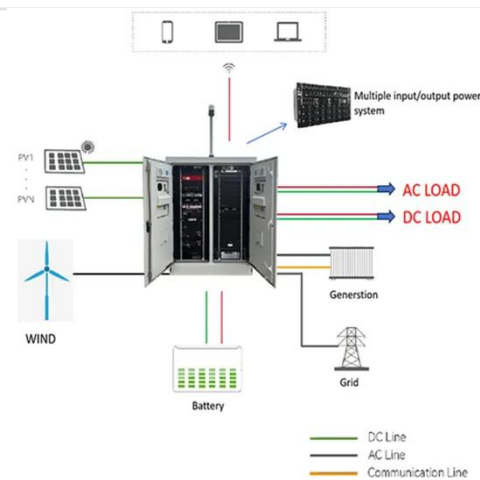 Multiple input/output power
system
PV1
PVN
AC LOAD
DC LOAD
WIND
Generstion
Grid
Battery
DC Line
AC Line
Communication Line